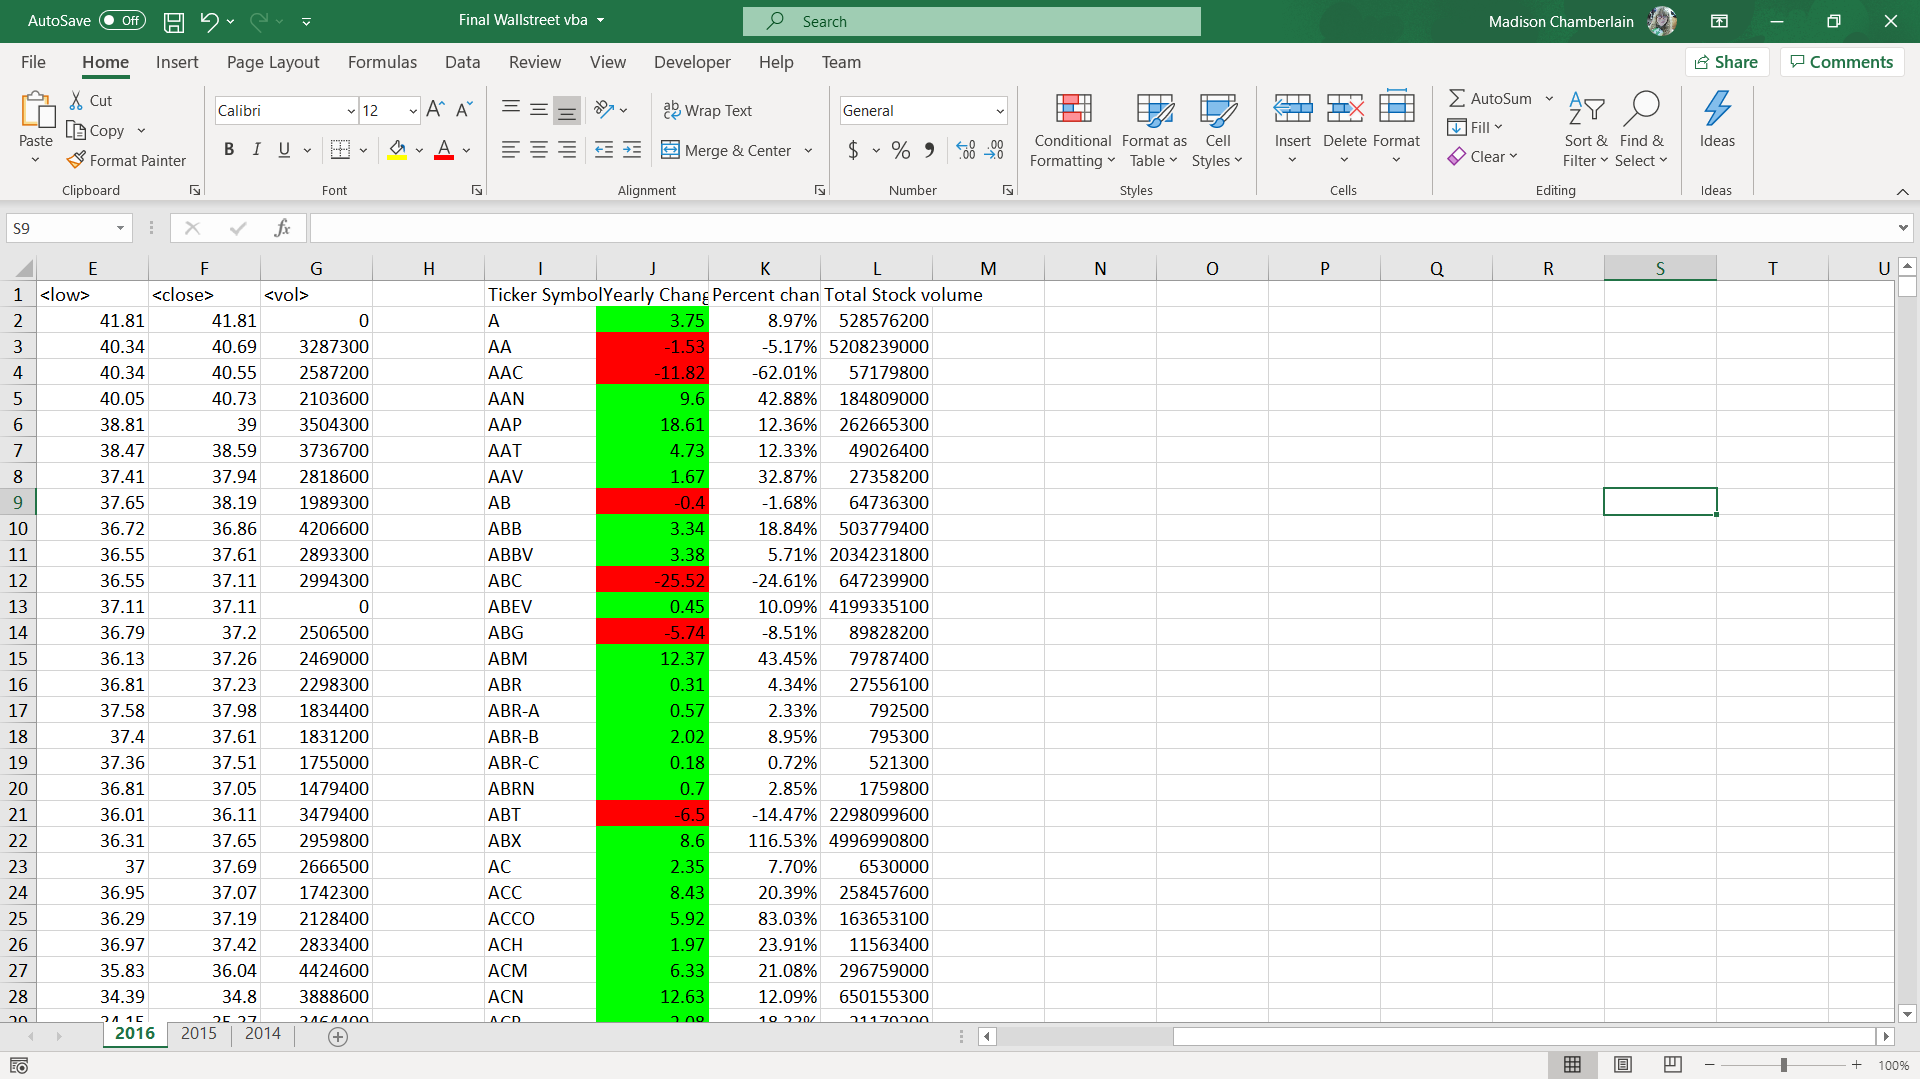 AutoSave Off Final Wallstreet vba Search Madison Chamberlain
File Home Insert Page Layout Formulas Data Review View Developer Help Team Share Comments
Paste Cut Copy Format Painter Clipboard
Calibri 12 B I U A Font
Wrap Text Merge & Center Alignment
General $ % Number
Conditional Formatting Format as Table Cell Styles Styles
Insert Delete Format Cells
AutoSum Fill Clear Sort & Filter Find & Select Editing
Ideas Ideas
S9 fx
E F G H I J K L M N O P Q R S T U
1 <low> <close> <vol> Ticker Symbol Yearly Chang Percent chan Total Stock volume
2 41.81 41.81 0 A 3.75 8.97% 528576200
3 40.34 40.69 3287300 AA -1.53 -5.17% 5208239000
4 40.34 40.55 2587200 AAC -11.82 -62.01% 57179800
5 40.05 40.73 2103600 AAN 9.6 42.88% 184809000
6 38.81 39 3504300 AAP 18.61 12.36% 262665300
7 38.47 38.59 3736700 AAT 4.73 12.33% 49026400
8 37.41 37.94 2818600 AAV 1.67 32.87% 27358200
9 37.65 38.19 1989300 AB -0.4 -1.68% 64736300
10 36.72 36.86 4206600 ABB 3.34 18.84% 503779400
11 36.55 37.61 2893300 ABBV 3.38 5.71% 2034231800
12 36.55 37.11 2994300 ABC -25.52 -24.61% 647239900
13 37.11 37.11 0 ABEV 0.45 10.09% 4199335100
14 36.79 37.2 2506500 ABG -5.74 -8.51% 89828200
15 36.13 37.26 2469000 ABM 12.37 43.45% 79787400
16 36.81 37.23 2298300 ABR 0.31 4.34% 27556100
17 37.58 37.98 1834400 ABR-A 0.57 2.33% 792500
18 37.4 37.61 1831200 ABR-B 2.02 8.95% 795300
19 37.36 37.51 1755000 ABR-C 0.18 0.72% 521300
20 36.81 37.05 1479400 ABRN 0.7 2.85% 1759800
21 36.01 36.11 3479400 ABT -6.5 -14.47% 2298099600
22 36.31 37.65 2959800 ABX 8.6 116.53% 4996990800
23 37 37.69 2666500 AC 2.35 7.70% 6530000
24 36.95 37.07 1742300 ACC 8.43 20.39% 258457600
25 36.29 37.19 2128400 ACCO 5.92 83.03% 163653100
26 36.97 37.42 2833400 ACH 1.97 23.91% 11563400
27 35.83 36.04 4424600 ACM 6.33 21.08% 296759000
28 34.39 34.8 3888600 ACN 12.63 12.09% 650155300
2016 2015 2014
100%